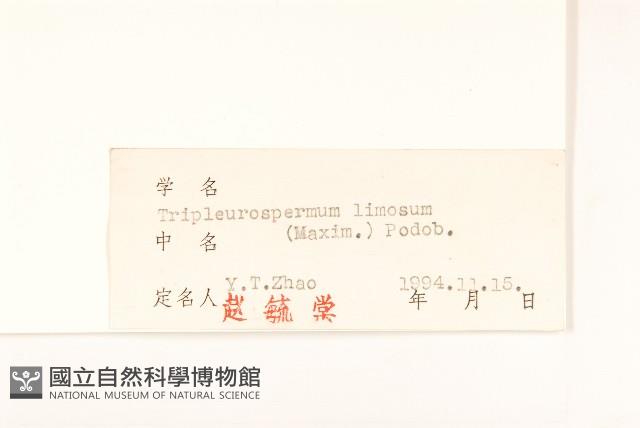 学 名
Tripleurospermum limosum
(Maxim.) Podob.
中 名
Y.T.Zhao 1994.11.15.
定名人 赵毓棠 年 月 日
國立自然科學博物館
NATIONAL MUSEUM OF NATURAL SCIENCE